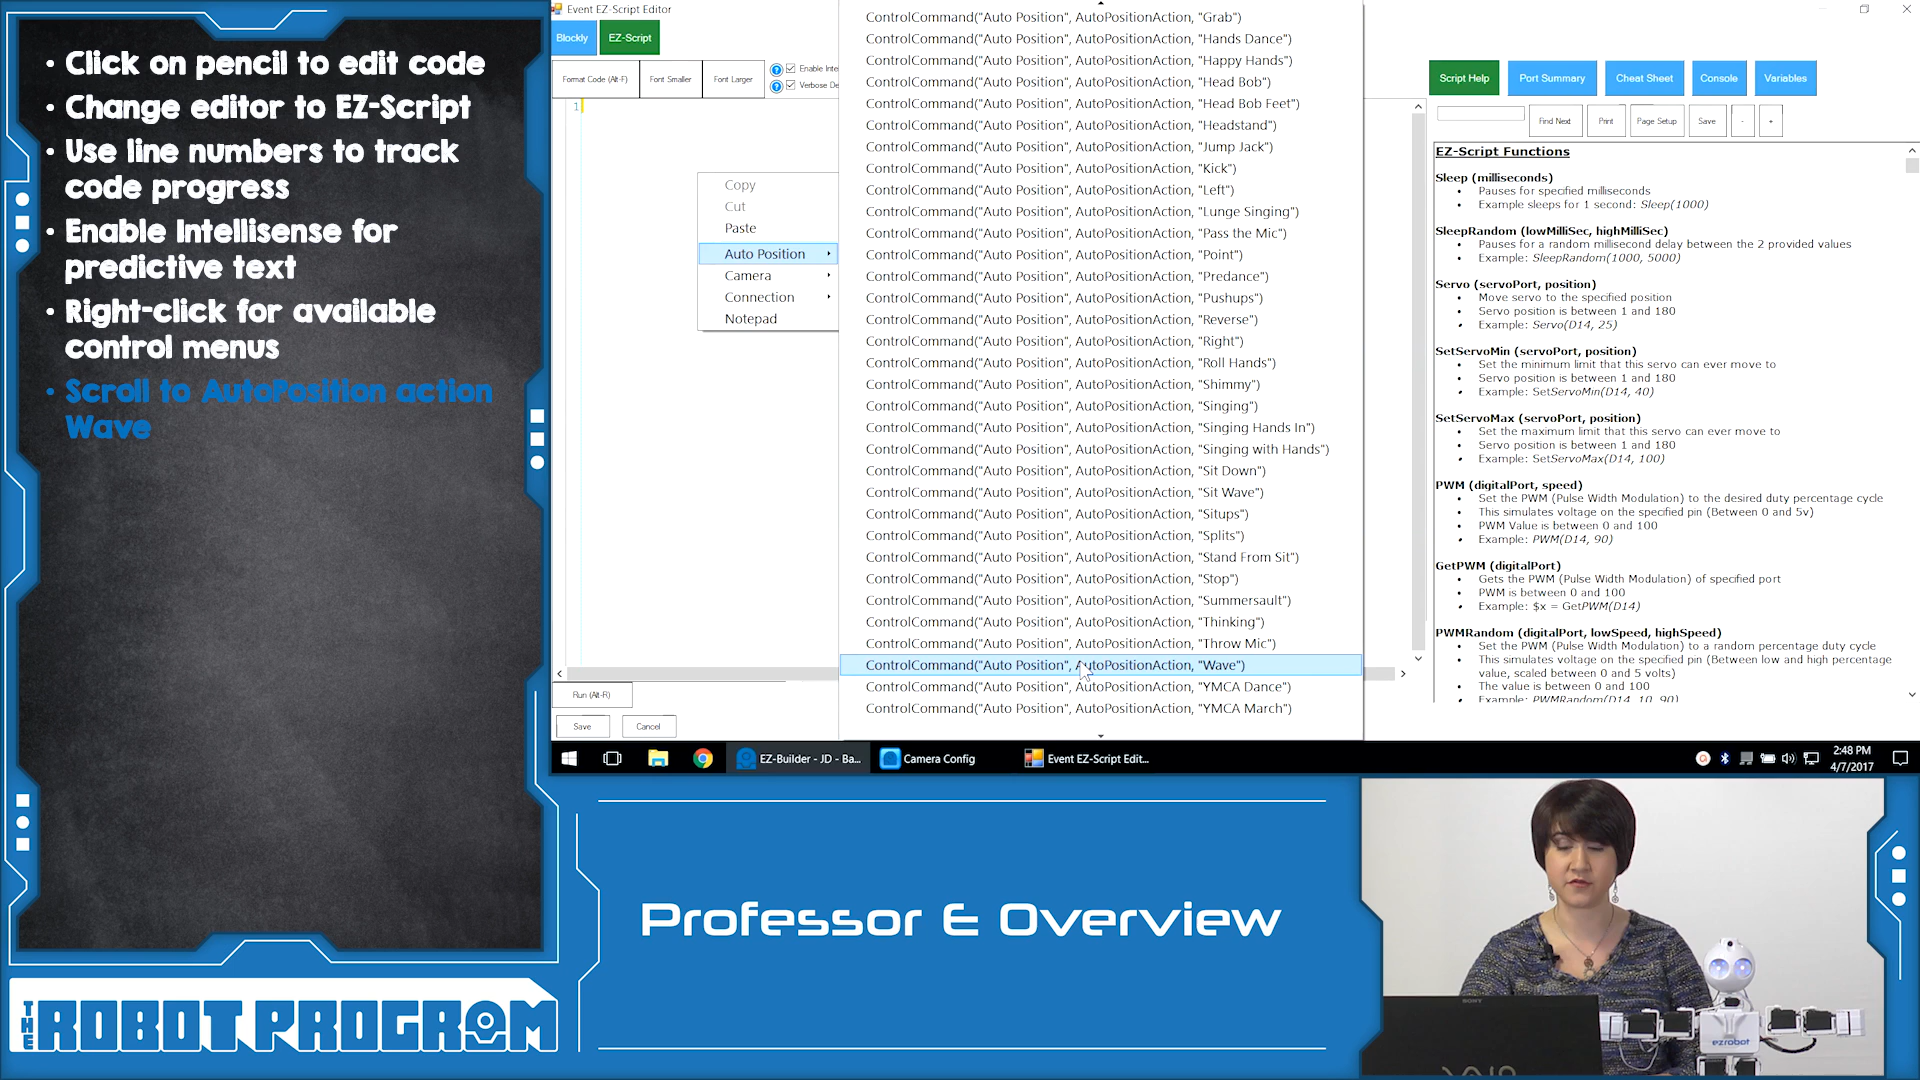 • Click on pencil to edit code
• Change editor to EZ-Script
• Use line numbers to track
code progress
• Enable Intellisense for
predictive text
• Right-click for available
control menus
• Scroll to AutoPosition action
Wave
THE ROBOT PROGRAM
Event EZ-Script Editor
Blockly
EZ-Script
Format Code (Alt-F)
Font Smaller
Font Larger
Enable Inte
Verbose De
1
Copy
Cut
Paste
Auto Position
Camera
Connection
Notepad
ControlCommand("Auto Position", AutoPositionAction, "Grab")
ControlCommand("Auto Position", AutoPositionAction, "Hands Dance")
ControlCommand("Auto Position", AutoPositionAction, "Happy Hands")
ControlCommand("Auto Position", AutoPositionAction, "Head Bob")
ControlCommand("Auto Position", AutoPositionAction, "Head Bob Feet")
ControlCommand("Auto Position", AutoPositionAction, "Headstand")
ControlCommand("Auto Position", AutoPositionAction, "Jump Jack")
ControlCommand("Auto Position", AutoPositionAction, "Kick")
ControlCommand("Auto Position", AutoPositionAction, "Left")
ControlCommand("Auto Position", AutoPositionAction, "Lunge Singing")
ControlCommand("Auto Position", AutoPositionAction, "Pass the Mic")
ControlCommand("Auto Position", AutoPositionAction, "Point")
ControlCommand("Auto Position", AutoPositionAction, "Predance")
ControlCommand("Auto Position", AutoPositionAction, "Pushups")
ControlCommand("Auto Position", AutoPositionAction, "Reverse")
ControlCommand("Auto Position", AutoPositionAction, "Right")
ControlCommand("Auto Position", AutoPositionAction, "Roll Hands")
ControlCommand("Auto Position", AutoPositionAction, "Shimmy")
ControlCommand("Auto Position", AutoPositionAction, "Singing")
ControlCommand("Auto Position", AutoPositionAction, "Singing Hands In")
ControlCommand("Auto Position", AutoPositionAction, "Singing with Hands")
ControlCommand("Auto Position", AutoPositionAction, "Sit Down")
ControlCommand("Auto Position", AutoPositionAction, "Sit Wave")
ControlCommand("Auto Position", AutoPositionAction, "Situps")
ControlCommand("Auto Position", AutoPositionAction, "Splits")
ControlCommand("Auto Position", AutoPositionAction, "Stand From Sit")
ControlCommand("Auto Position", AutoPositionAction, "Stop")
ControlCommand("Auto Position", AutoPositionAction, "Summersault")
ControlCommand("Auto Position", AutoPositionAction, "Thinking")
ControlCommand("Auto Position", AutoPositionAction, "Throw Mic")
ControlCommand("Auto Position", AutoPositionAction, "Wave")
ControlCommand("Auto Position", AutoPositionAction, "YMCA Dance")
ControlCommand("Auto Position", AutoPositionAction, "YMCA March")
Run (Alt-R)
Save
Cancel
Script Help
Port Summary
Cheat Sheet
Console
Variables
Find Next
Print
Page Setup
Save
-
+
EZ-Script Functions
Sleep (milliseconds)
• Pauses for specified milliseconds
• Example sleeps for 1 second: Sleep(1000)
SleepRandom (lowMilliSec, highMilliSec)
• Pauses for a random millisecond delay between the 2 provided values
• Example: SleepRandom(1000, 5000)
Servo (servoPort, position)
• Move servo to the specified position
• Servo position is between 1 and 180
• Example: Servo(D14, 25)
SetServoMin (servoPort, position)
• Set the minimum limit that this servo can ever move to
• Servo position is between 1 and 180
• Example: SetServoMin(D14, 40)
SetServoMax (servoPort, position)
• Set the maximum limit that this servo can ever move to
• Servo position is between 1 and 180
• Example: SetServoMax(D14, 100)
PWM (digitalPort, speed)
• Set the PWM (Pulse Width Modulation) to the desired duty percentage cycle
• This simulates voltage on the specified pin (Between 0 and 5v)
• PWM Value is between 0 and 100
• Example: PWM(D14, 90)
GetPWM (digitalPort)
• Gets the PWM (Pulse Width Modulation) of specified port
• PWM is between 0 and 100
• Example: $x = GetPWM(D14)
PWMRandom (digitalPort, lowSpeed, highSpeed)
• Set the PWM (Pulse Width Modulation) to a random percentage duty cycle
• This simulates voltage on the specified pin (Between low and high percentage
value, scaled between 0 and 5 volts)
• The value is between 0 and 100
• Example: PWMRandom(D14, 10, 90)
EZ-Builder - JD - Ba...
Camera Config
Event EZ-Script Edit...
2:48 PM
4/7/2017
Professor E Overview
SONY
VAIO
ezrobot